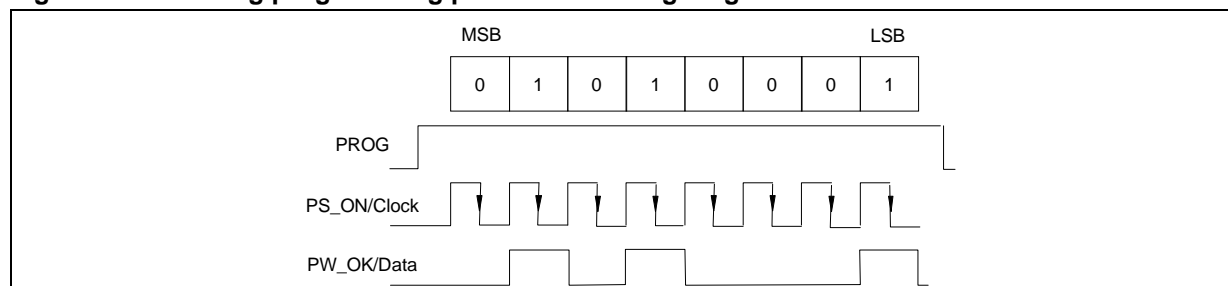 MSB LSB
0 1 0 1 0 0 0 1
PROG
PS_ON/Clock
PW_OK/Data